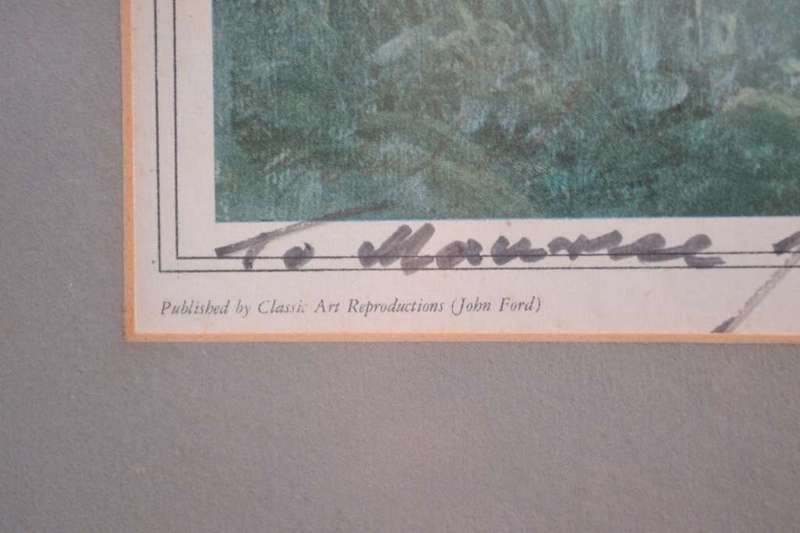 To Maurice
Published by Classic Art Reproductions (John Ford)